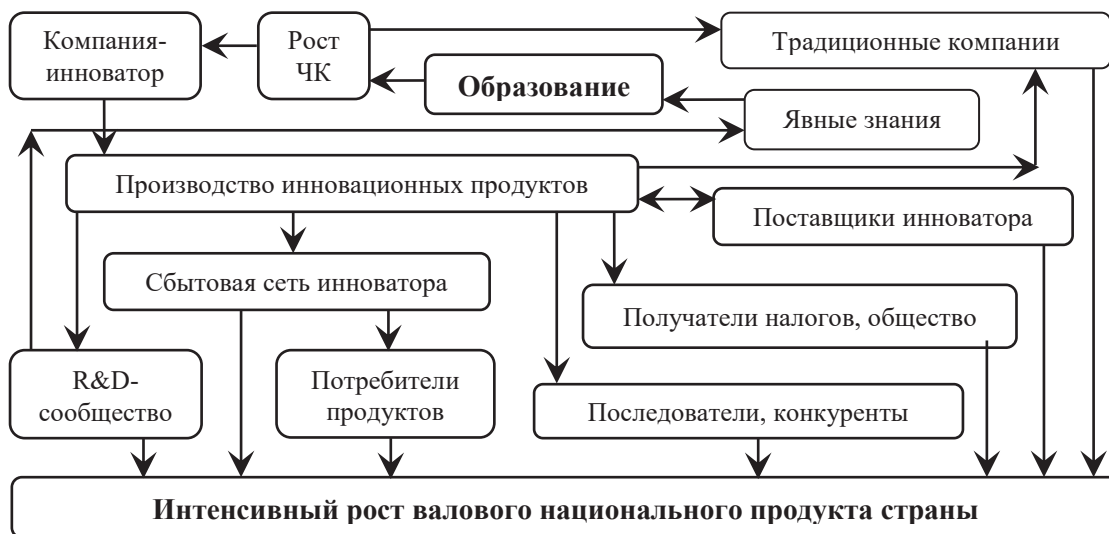 Компания-
инноватор
Рост
ЧК
Традиционные компании
Образование
Явные знания
Производство инновационных продуктов
Поставщики инноватора
Сбытовая сеть инноватора
Получатели налогов, общество
R&D-
сообщество
Потребители
продуктов
Последователи, конкуренты
Интенсивный рост валового национального продукта страны